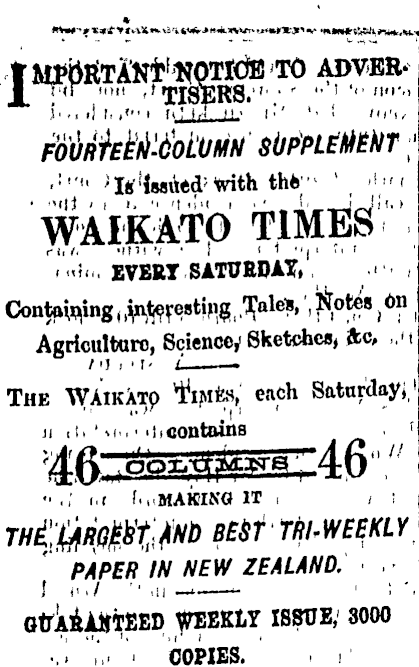 IMPORTANT NOTICE TO ADVER-
TISERS.
FOURTEEN-COLUMN SUPPLEMENT
Is issued with the
WAIKATO TIMES
EVERY SATURDAY,
Containing interesting Tales, Notes on
Agriculture, Science, Sketches, &c.
THE WAIKATO TIMES, each Saturday,
contains
46 COLUMNS 46
MAKING IT
THE LARGEST AND BEST TRI-WEEKLY
PAPER IN NEW ZEALAND.
GUARANTEED WEEKLY ISSUE, 3000
COPIES.